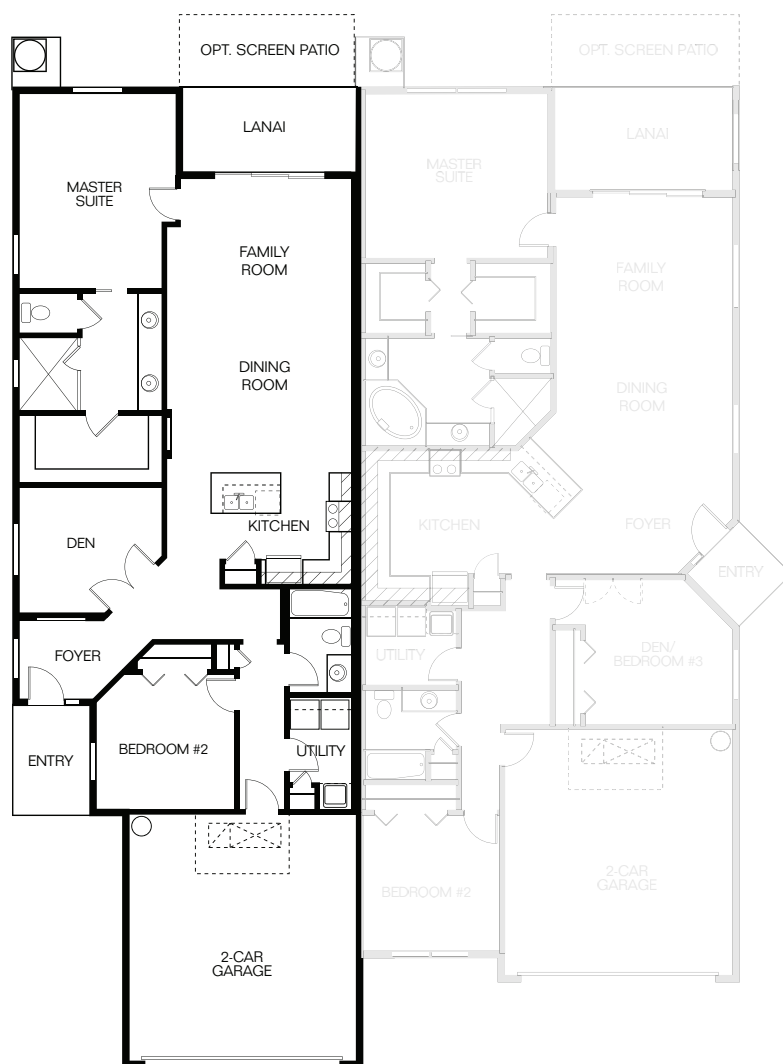 OPT. SCREEN PATIO
LANAI
MASTER
SUITE
FAMILY
ROOM
DINING
ROOM
KITCHEN
DEN
FOYER
ENTRY
BEDROOM #2
UTILITY
2-CAR
GARAGE
OPT. SCREEN PATIO
LANAI
MASTER
SUITE
FAMILY
ROOM
DINING
ROOM
KITCHEN
FOYER
ENTRY
UTILITY
DEN/
BEDROOM #3
BEDROOM #2
2-CAR
GARAGE